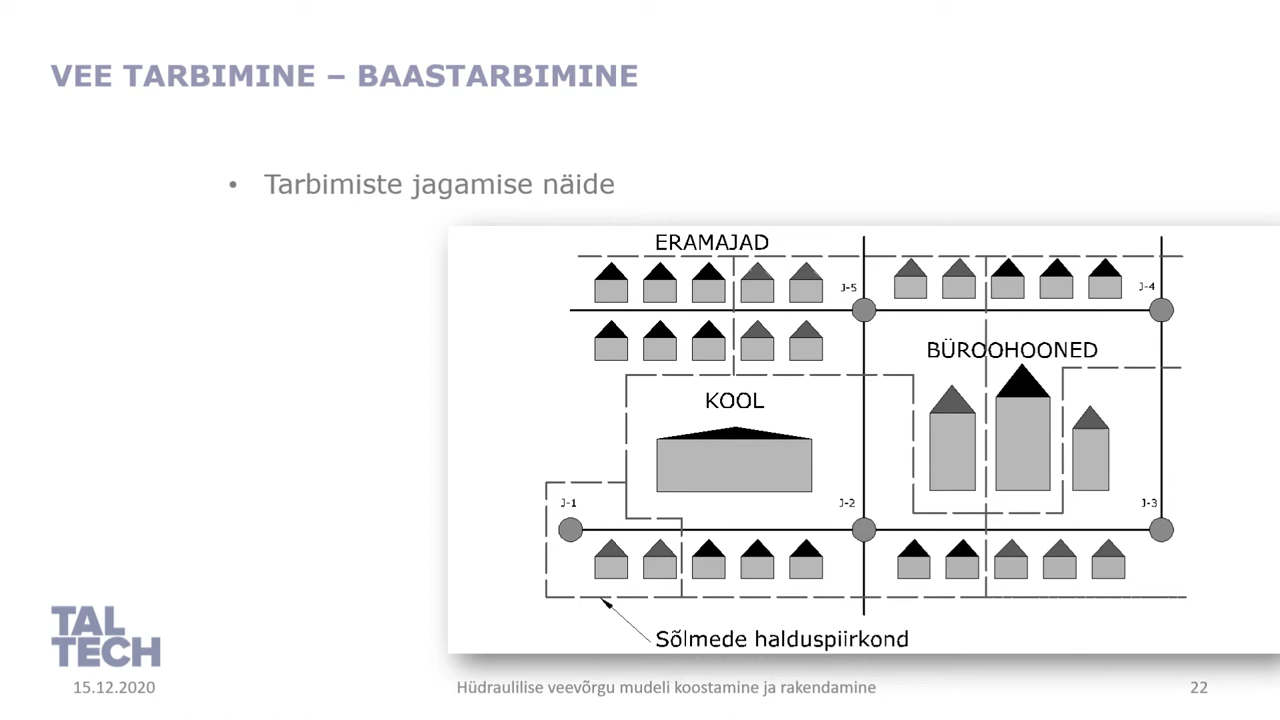 VEE TARBIMINE – BAASTARBIMINE
• Tarbimiste jagamise näide
ERAMAJAD
J-5
J-4
BÜROOHOONED
KOOL
J-1
J-2
J-3
Sõlmede halduspiirkond
TAL
TECH
15.12.2020
Hüdraulilise veevõrgu mudeli koostamine ja rakendamine
22